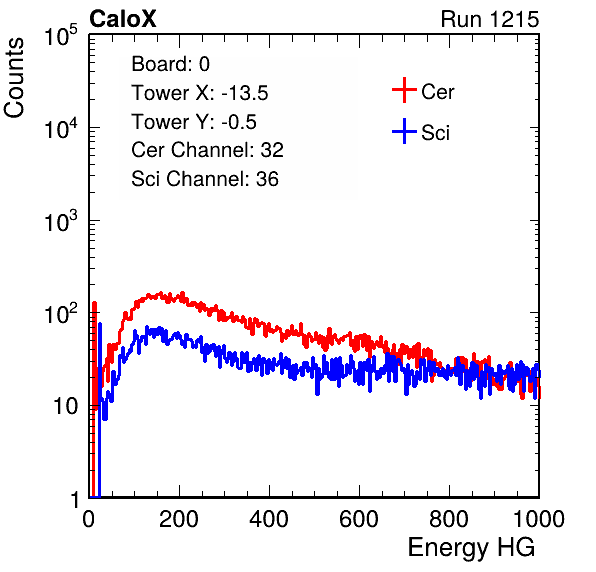 CaloX Run 1215
Counts
Board: 0
Tower X: -13.5
Tower Y: -0.5
Cer Channel: 32
Sci Channel: 36
Cer
Sci
10^5
10^4
10^3
10^2
10
1
0 200 400 600 800 1000
Energy HG